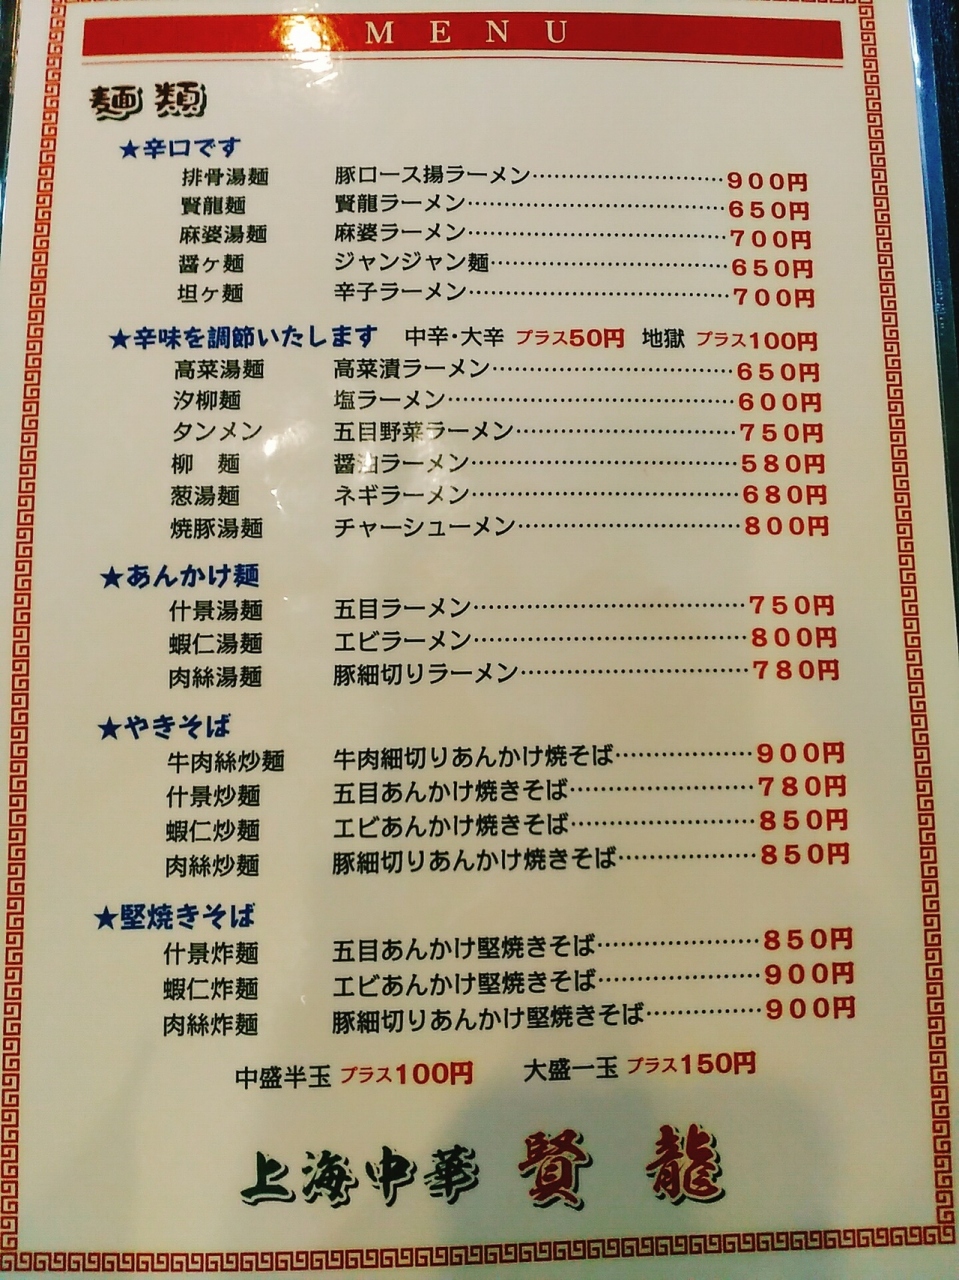 MENU
麺類
★辛口です
排骨湯麺 豚ロース揚ラーメン……………………900円
賢龍麺 賢龍ラーメン……………………650円
麻婆湯麺 麻婆ラーメン……………………700円
醤ヶ麺 ジャンジャン麺……………………650円
坦ヶ麺 辛子ラーメン……………………700円
★辛味を調節いたします 中辛・大辛 プラス50円 地獄 プラス100円
高菜湯麺 高菜漬ラーメン……………………650円
汐柳麺 塩ラーメン……………………600円
タンメン 五目野菜ラーメン……………………750円
柳 麺 醤油ラーメン……………………580円
葱湯麺 ネギラーメン……………………680円
焼豚湯麺 チャーシューメン……………………800円
★あんかけ麺
什景湯麺 五目ラーメン……………………750円
蝦仁湯麺 エビラーメン……………………800円
肉絲湯麺 豚細切りラーメン……………………780円
★やきそば
牛肉絲炒麺 牛肉細切りあんかけ焼そば……………900円
什景炒麺 五目あんかけ焼きそば……………780円
蝦仁炒麺 エビあんかけ焼きそば……………850円
肉絲炒麺 豚細切りあんかけ焼きそば……………850円
★堅焼きそば
什景炸麺 五目あんかけ堅焼きそば……………850円
蝦仁炸麺 エビあんかけ堅焼きそば……………900円
肉絲炸麺 豚細切りあんかけ堅焼きそば…………900円
中盛半玉 プラス100円 大盛一玉 プラス150円
上海中華 賢龍